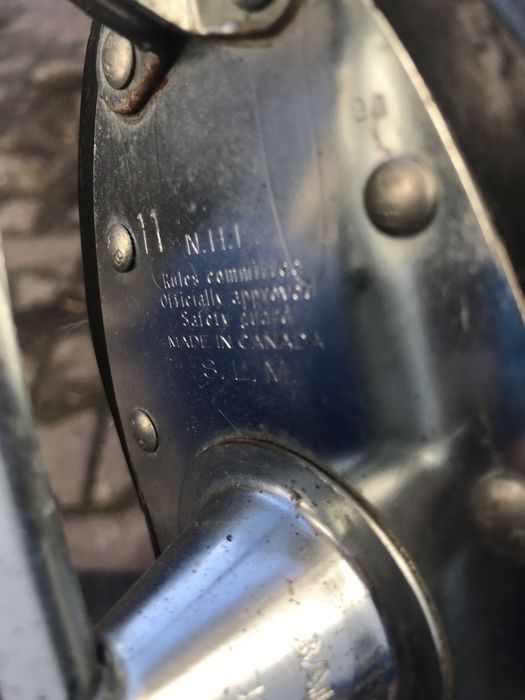 11 N.H.L.
Rules committee
Officially approved
Safety guard
MADE IN CANADA
S.L.M